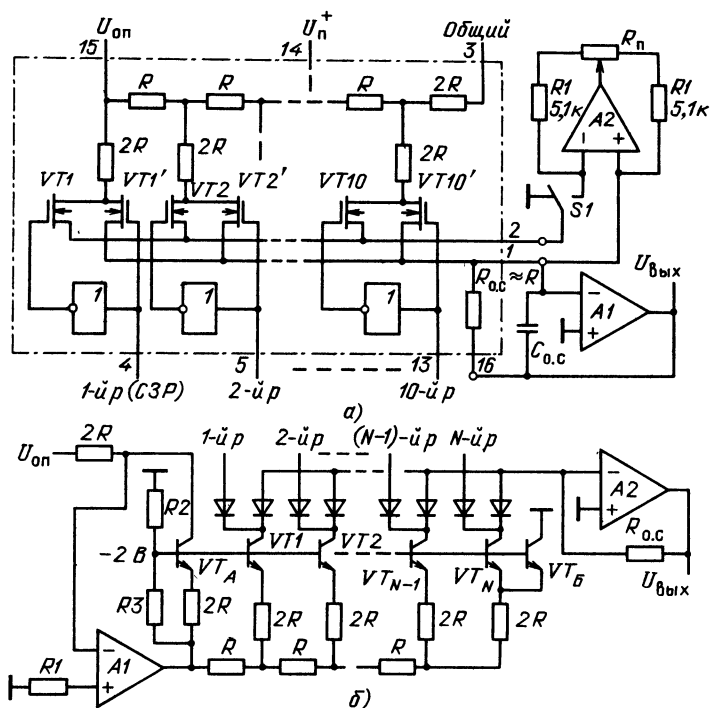 Uоп
15
Uп+
14
Общий
3
R
R
R
2R
2R
2R
2R
Rп
R1
5,1к
R1
5,1к
A2
−
+
S1
VT1
VT1'
VT2
VT2'
VT10
VT10'
2
1
1
1
1
Rо.с≈R
Uвых
−
A1
+
Cо.с
4
5
13
16
1-й р (СЗР)
2-й р
10-й р
а)
Uоп
2R
1-й р
2-й р
(N-1)-й р
N-й р
R2
−
A2
+
Rо.с
Uвых
-2 В
VTА
VT1
VT2
VTN-1
VTN
VTБ
R3
2R
2R
2R
2R
2R
R1
−
A1
+
R
R
R
б)